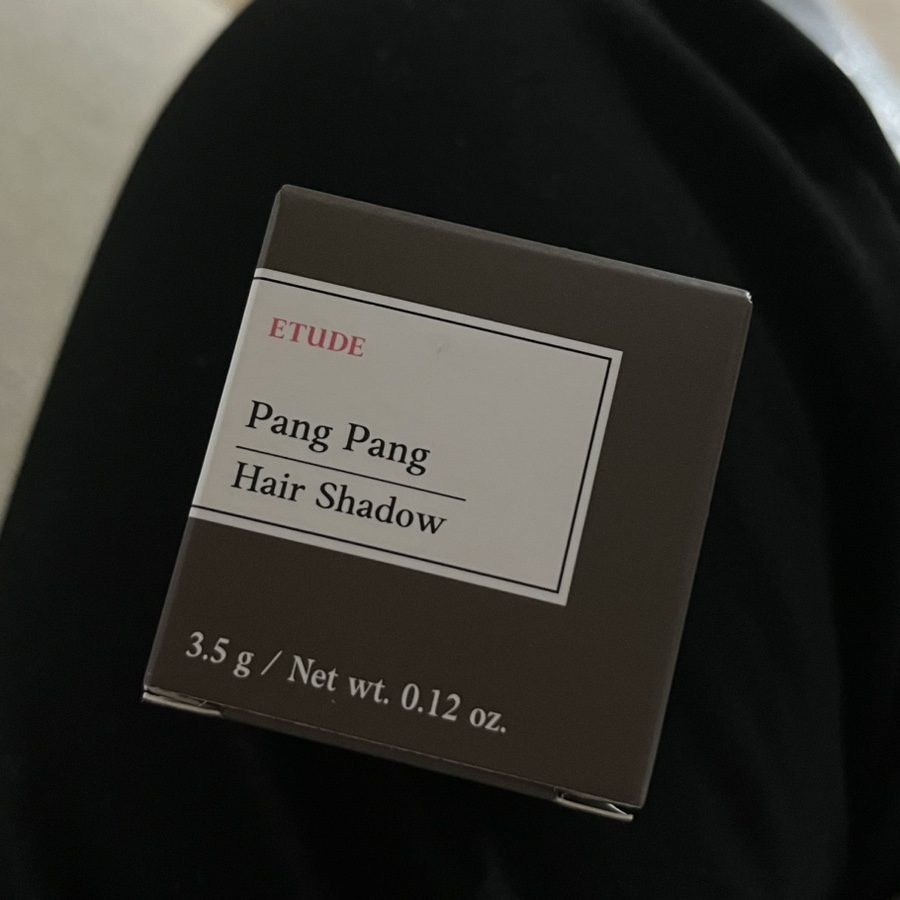 ETUDE
Pang Pang
Hair Shadow
3.5 g / Net wt. 0.12 oz.